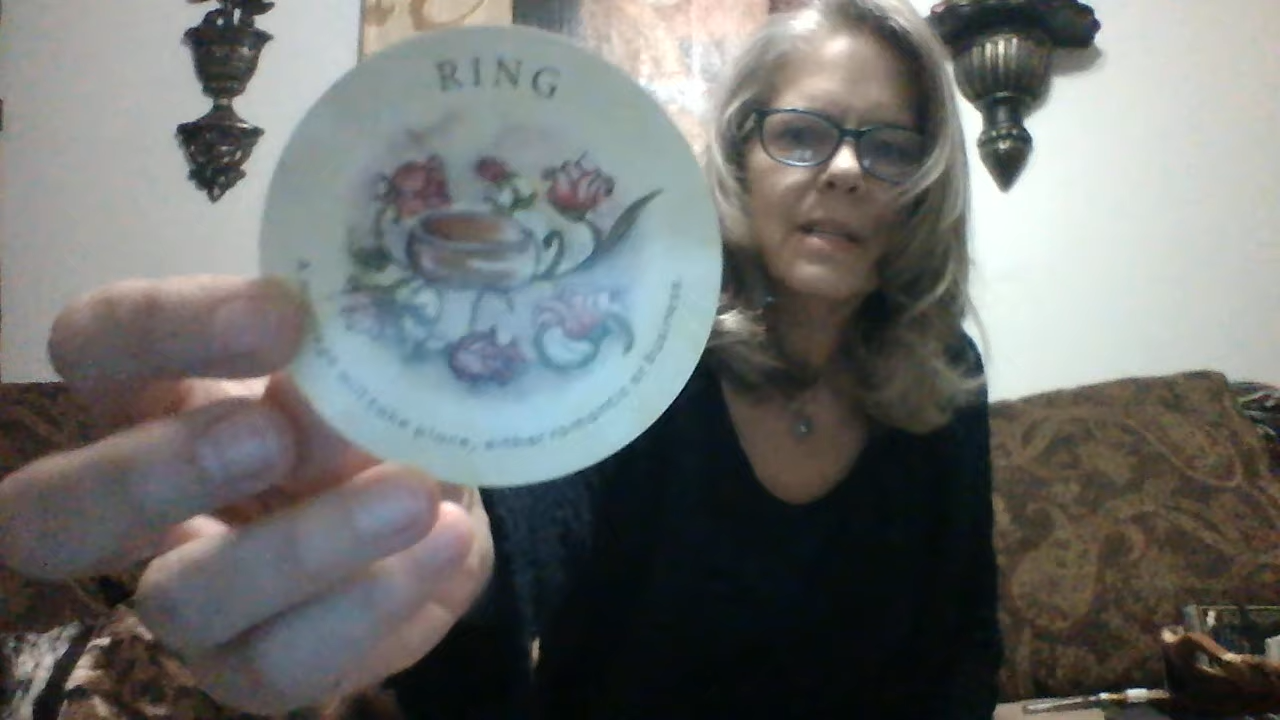 RING
will take place, either romance or business.